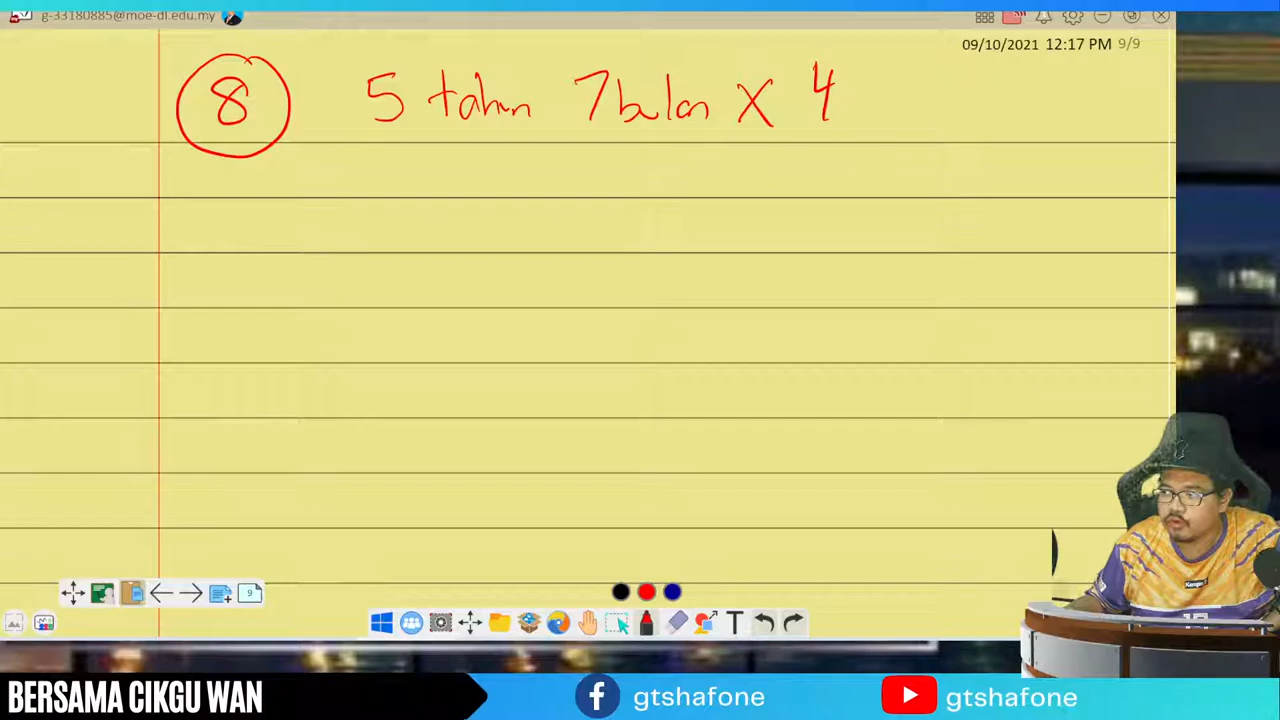 g-33180885@moe-dl.edu.my
09/10/2021 12:17 PM 9/9
8 5 tahun 7 bulan X 4
9
T
BERSAMA CIKGU WAN
gtshafone
gtshafone